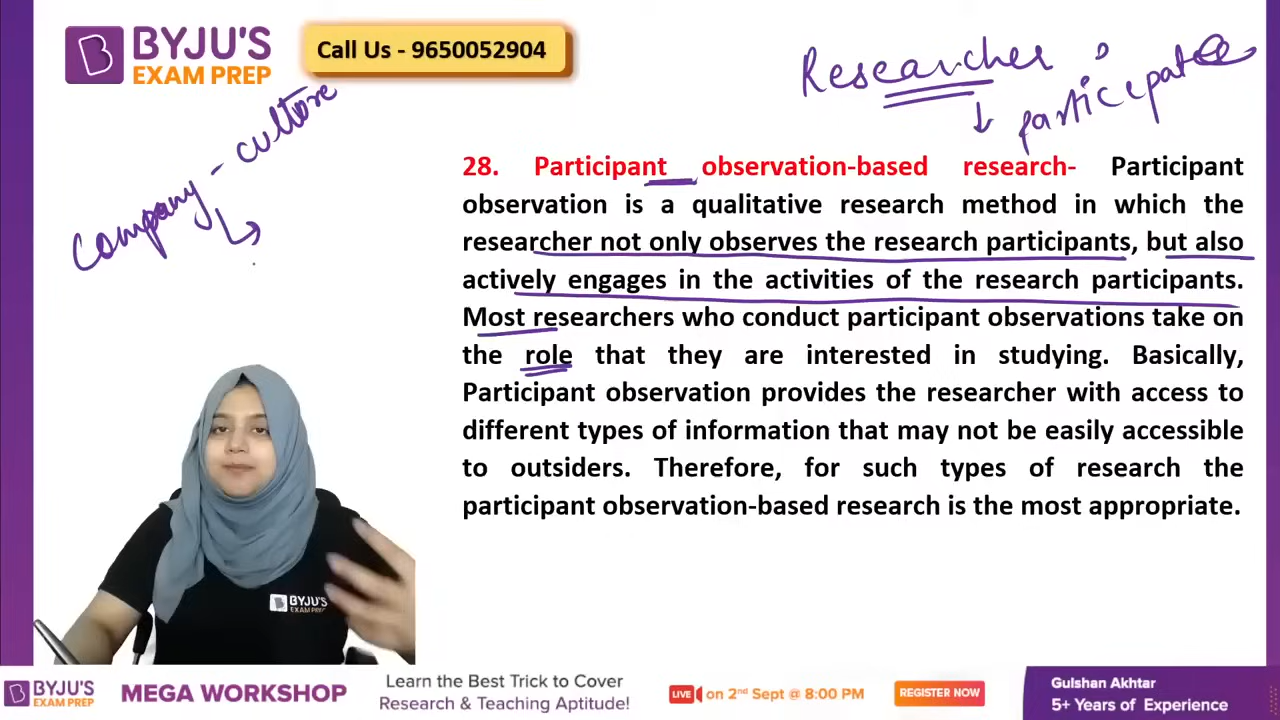 BYJU'S
EXAM PREP
Call Us - 9650052904
Researcher
participate
Company - culture
28. Participant observation-based research- Participant
observation is a qualitative research method in which the
researcher not only observes the research participants, but also
actively engages in the activities of the research participants.
Most researchers who conduct participant observations take on
the role that they are interested in studying. Basically,
Participant observation provides the researcher with access to
different types of information that may not be easily accessible
to outsiders. Therefore, for such types of research the
participant observation-based research is the most appropriate.
BYJU'S
EXAM PREP
BYJU'S
EXAM PREP
MEGA WORKSHOP
Learn the Best Trick to Cover
Research & Teaching Aptitude!
LIVE on 2nd Sept @ 8:00 PM
REGISTER NOW
Gulshan Akhtar
5+ Years of Experience